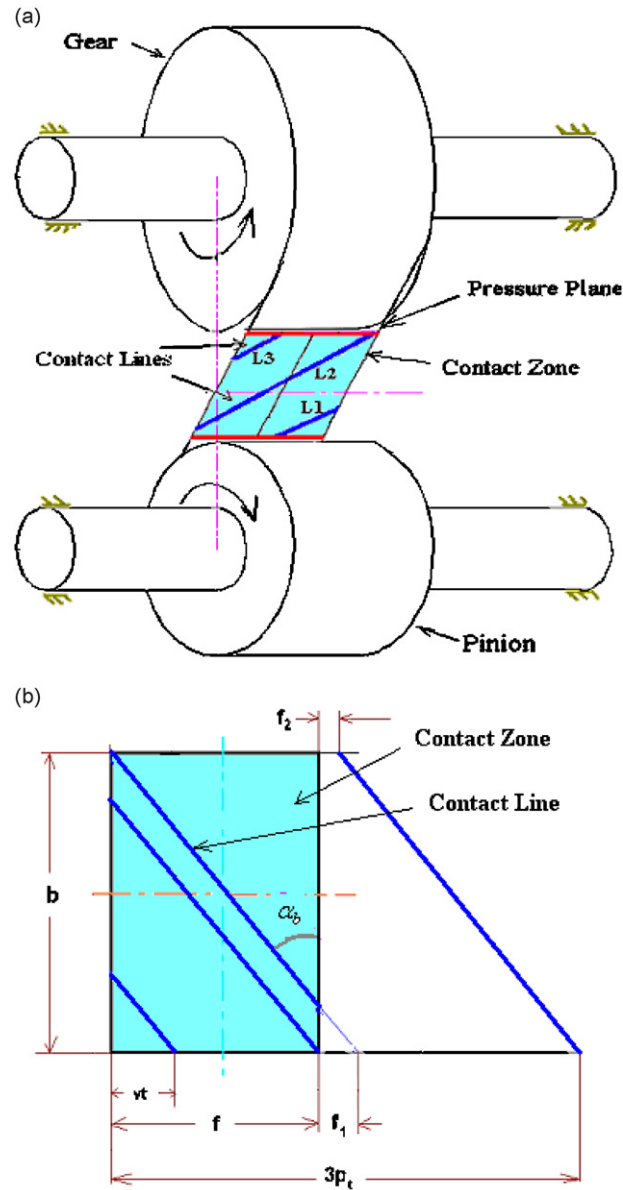 (a)
Gear
Pressure Plane
Contact Lines
L3
L2
Contact Zone
L1
Pinion
(b)
f₂
Contact Zone
Contact Line
b
α_b
vt
f
f₁
3pₜ